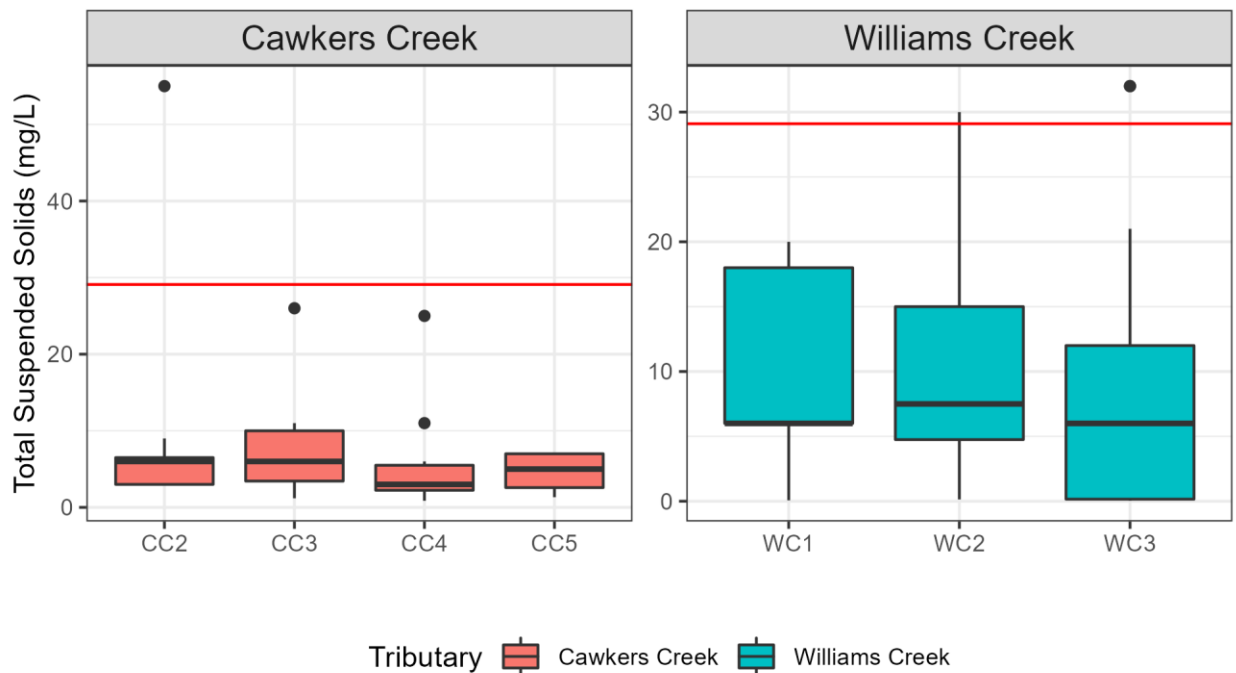 Cawkers Creek
Williams Creek
Total Suspended Solids (mg/L)
40
20
0
30
20
10
0
CC2 CC3 CC4 CC5
WC1 WC2 WC3
Tributary Cawkers Creek Williams Creek